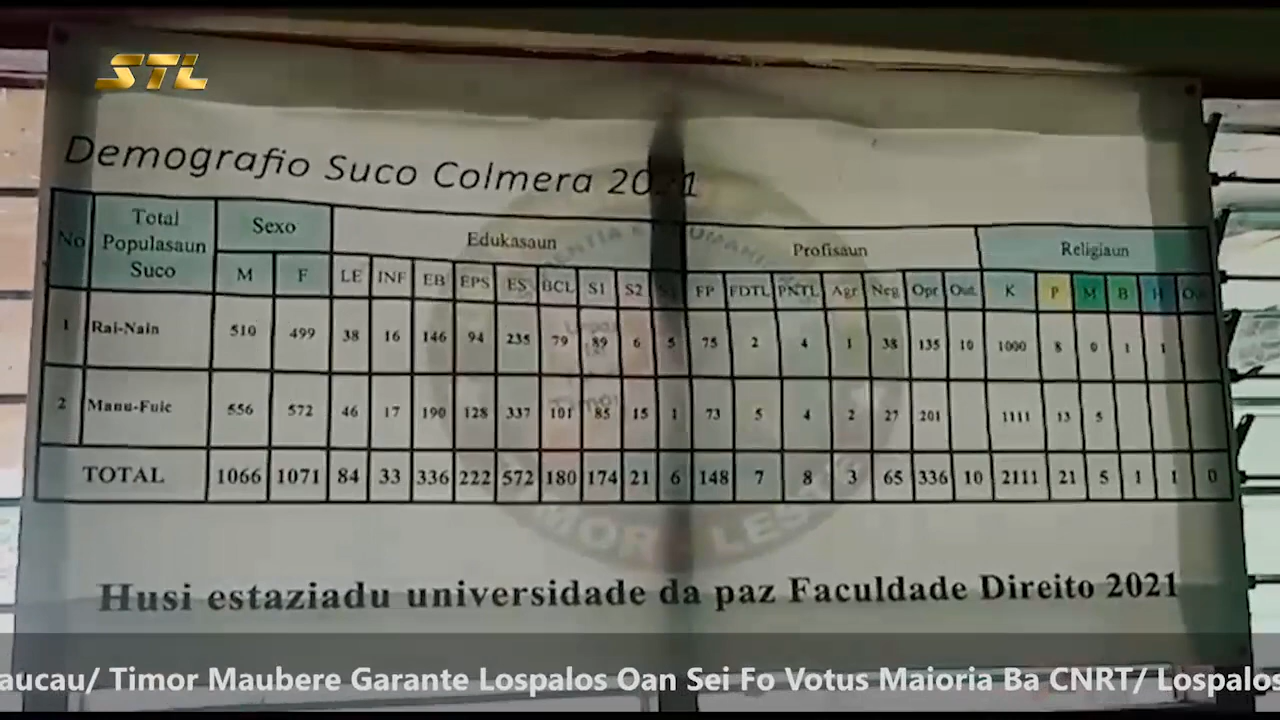 STL
Demografio Suco Colmera 2021
No Total Populasaun Suco Sexo Edukasaun Profisaun Religiaun
M F LE INF EB EPS ES BCL S1 S2 FP FDTL PNTL Agr Neg Opr Out K P M B H
1 Rai-Nain 510 499 38 16 146 94 235 79 89 6 5 75 2 4 1 38 135 10 1000 8 0 1 1
2 Manu-Fuic 556 572 46 17 190 128 337 101 85 15 1 73 5 4 2 27 201 1111 13 5
TOTAL 1066 1071 84 33 336 222 572 180 174 21 6 148 7 8 3 65 336 10 2111 21 5 1 1 0
Husi estaziadu universidade da paz Faculdade Direito 2021
aucau/ Timor Maubere Garante Lospalos Oan Sei Fo Votus Maioria Ba CNRT/ Lospalos